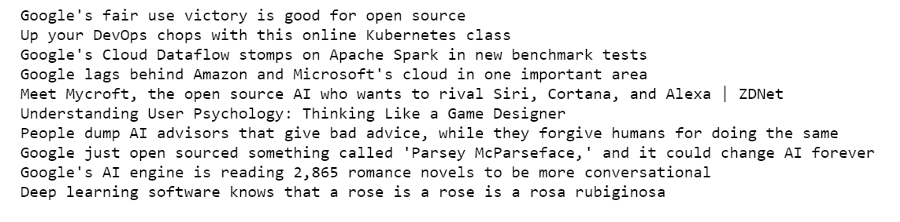 Google's fair use victory is good for open source
Up your DevOps chops with this online Kubernetes class
Google's Cloud Dataflow stomps on Apache Spark in new benchmark tests
Google lags behind Amazon and Microsoft's cloud in one important area
Meet Mycroft, the open source AI who wants to rival Siri, Cortana, and Alexa | ZDNet
Understanding User Psychology: Thinking Like a Game Designer
People dump AI advisors that give bad advice, while they forgive humans for doing the same
Google just open sourced something called 'Parsey McParseface,' and it could change AI forever
Google's AI engine is reading 2,865 romance novels to be more conversational
Deep learning software knows that a rose is a rose is a rosa rubiginosa